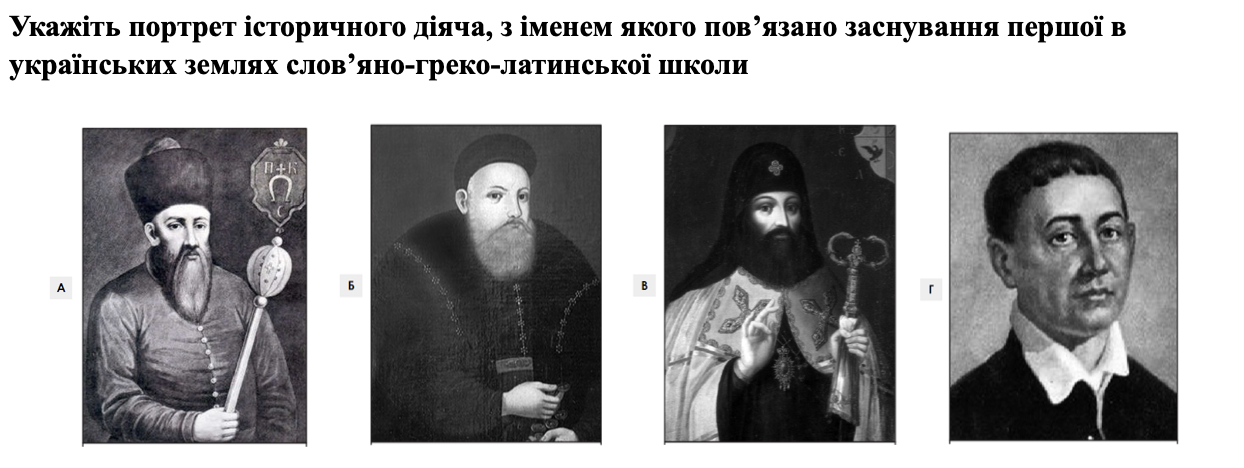 Укажіть портрет історичного діяча, з іменем якого пов’язано заснування першої в
українських землях слов’яно-греко-латинської школи
П К
С
А
Б
В
Г